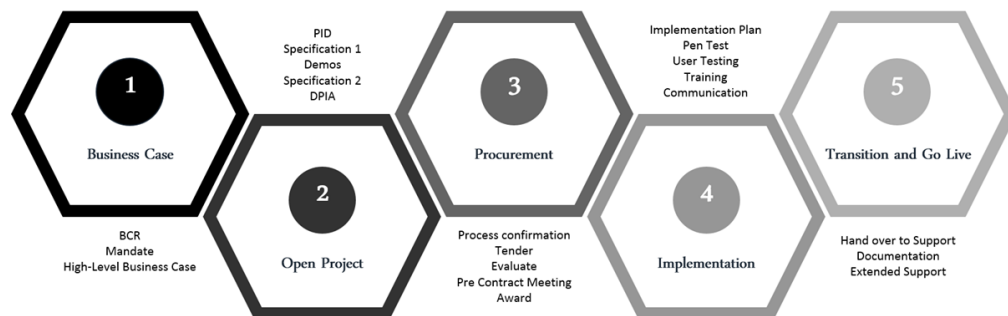 1
Business Case
BCR
Mandate
High-Level Business Case
PID
Specification 1
Demos
Specification 2
DPIA
2
Open Project
3
Procurement
Process confirmation
Tender
Evaluate
Pre Contract Meeting
Award
Implementation Plan
Pen Test
User Testing
Training
Communication
4
Implementation
5
Transition and Go Live
Hand over to Support
Documentation
Extended Support